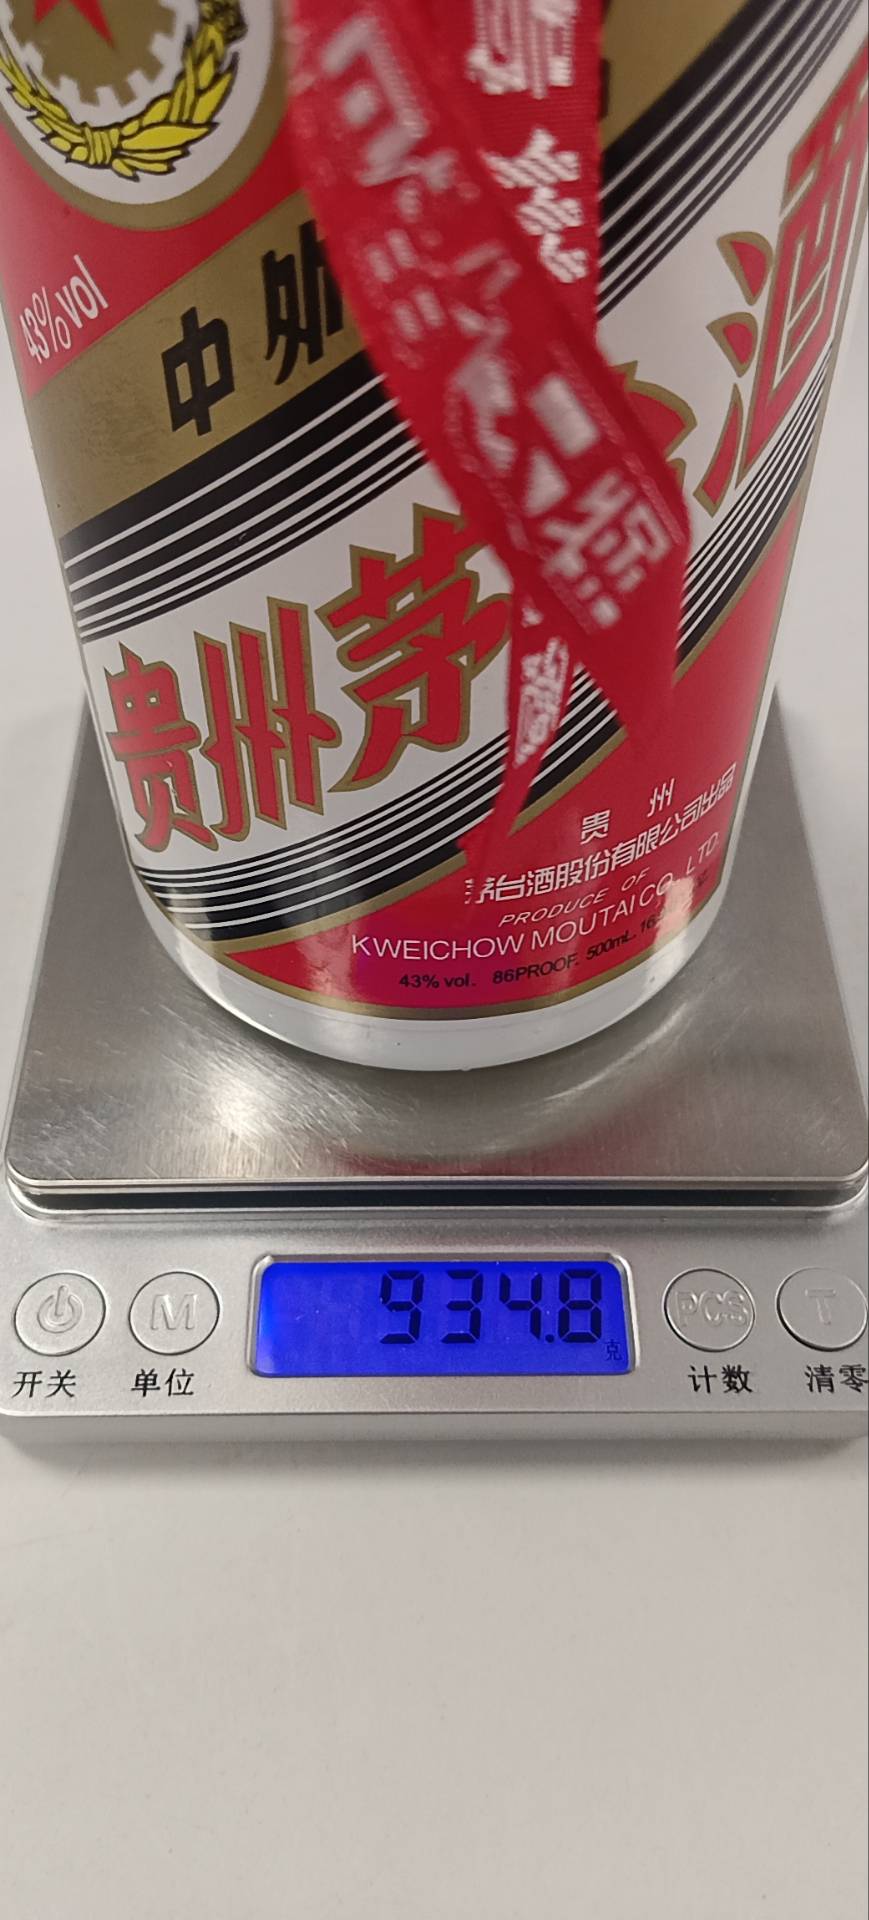 43%vol
中外
贵州茅
酒
贵州
茅台酒股份有限公司出品
PRODUCE OF
KWEICHOW MOUTAI CO., LTD.
43% vol. 86PROOF. 500mL.
934.8
克
M
PCS
T
开关
单位
计数
清零